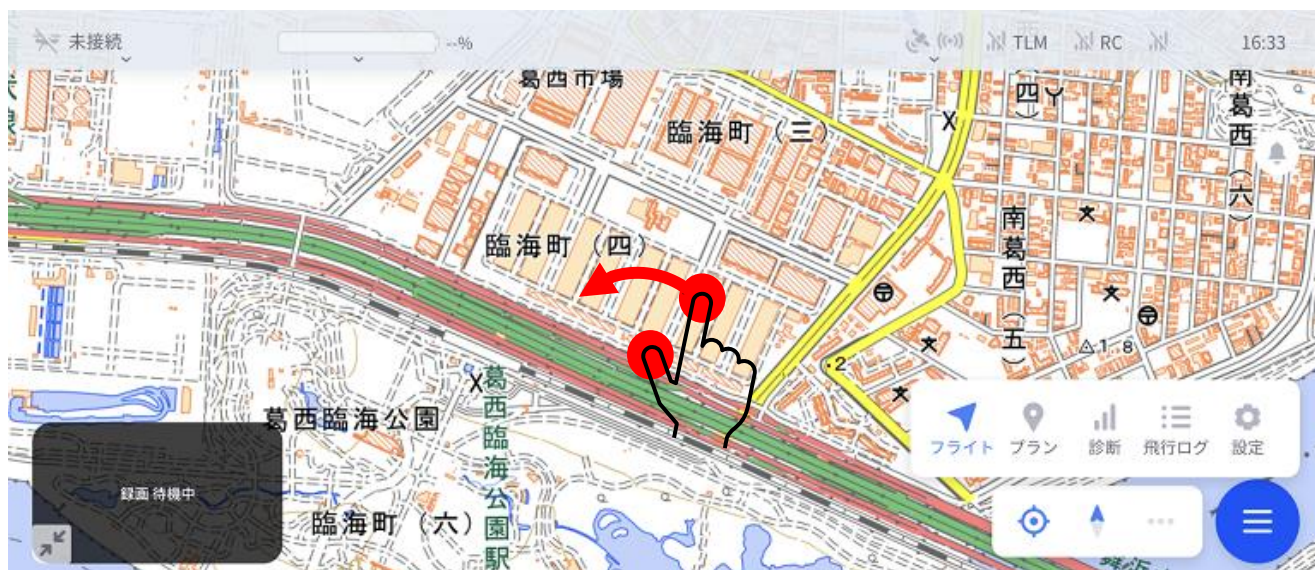 未接続
--%
TLM
RC
16:33
葛西市場
臨海町（三）
南葛西（六）
臨海町（四）
南葛西（五）
・2
1.8
葛西臨海公園
葛西臨海公園駅
臨海町（六）
録画 待機中
フライト
プラン
診断
飛行ログ
設定